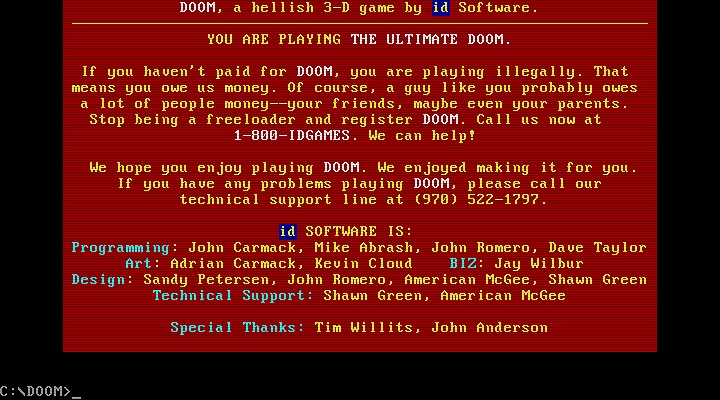 DOOM, a hellish 3-D game by id Software.
YOU ARE PLAYING THE ULTIMATE DOOM.
If you haven't paid for DOOM, you are playing illegally. That
means you owe us money. Of course, a guy like you probably owes
a lot of people money--your friends, maybe even your parents.
Stop being a freeloader and register DOOM. Call us now at
1-800-IDGAMES. We can help!
We hope you enjoy playing DOOM. We enjoyed making it for you.
If you have any problems playing DOOM, please call our
technical support line at (970) 522-1797.
id SOFTWARE IS:
Programming: John Carmack, Mike Abrash, John Romero, Dave Taylor
Art: Adrian Carmack, Kevin Cloud BIZ: Jay Wilbur
Design: Sandy Petersen, John Romero, American McGee, Shawn Green
Technical Support: Shawn Green, American McGee
Special Thanks: Tim Willits, John Anderson
C:\DOOM>_